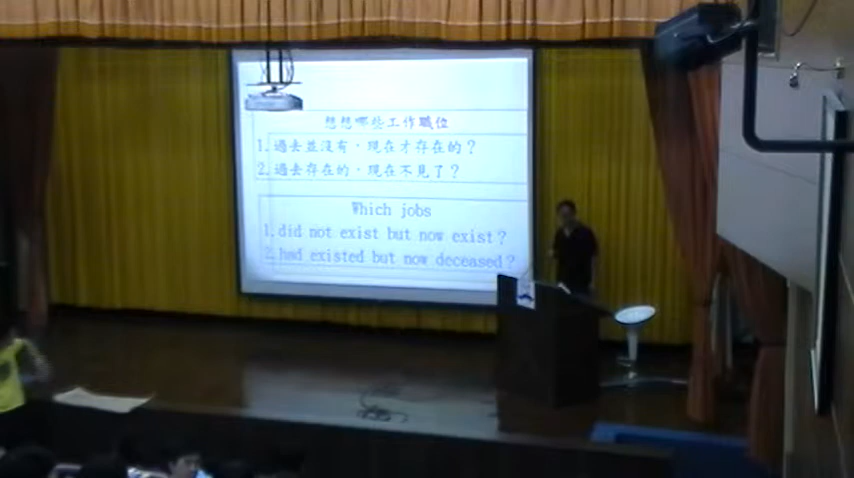 想想哪些工作職位
1. 過去並沒有，現在才存在的？
2. 過去存在的，現在不見了？
Which jobs
1. did not exist but now exist?
2. had existed but now deceased?